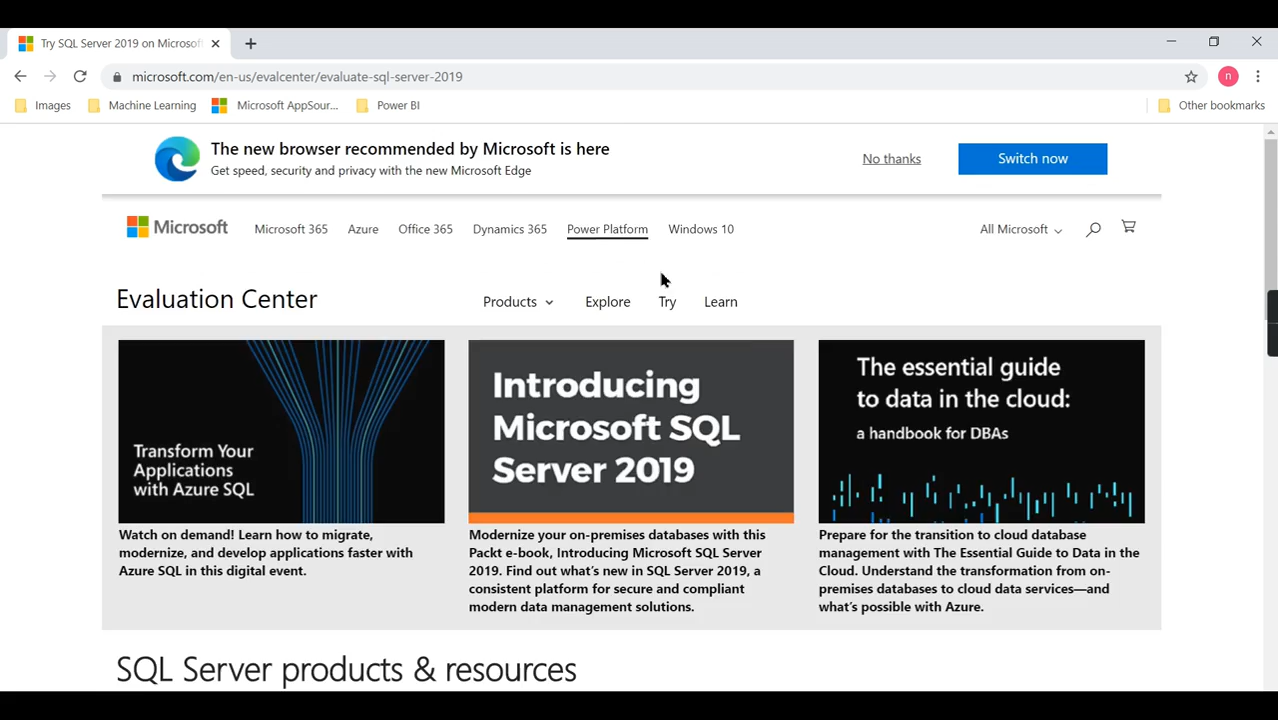 Try SQL Server 2019 on Microsof
microsoft.com/en-us/evalcenter/evaluate-sql-server-2019
n
Images
Machine Learning
Microsoft AppSour...
Power BI
Other bookmarks
The new browser recommended by Microsoft is here
Get speed, security and privacy with the new Microsoft Edge
No thanks
Switch now
Microsoft
Microsoft 365
Azure
Office 365
Dynamics 365
Power Platform
Windows 10
All Microsoft
Evaluation Center
Products
Explore
Try
Learn
Transform Your
Applications
with Azure SQL
Watch on demand! Learn how to migrate,
modernize, and develop applications faster with
Azure SQL in this digital event.
Introducing
Microsoft SQL
Server 2019
Modernize your on-premises databases with this
Packt e-book, Introducing Microsoft SQL Server
2019. Find out what's new in SQL Server 2019, a
consistent platform for secure and compliant
modern data management solutions.
The essential guide
to data in the cloud:
a handbook for DBAs
Prepare for the transition to cloud database
management with The Essential Guide to Data in the
Cloud. Understand the transformation from on-
premises databases to cloud data services—and
what's possible with Azure.
SQL Server products & resources